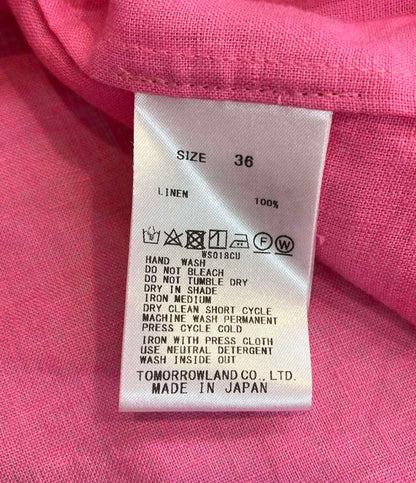 SIZE 36
LINEN 100%
F W
WS018CU
HAND WASH
DO NOT BLEACH
DO NOT TUMBLE DRY
DRY IN SHADE
IRON MEDIUM
DRY CLEAN SHORT CYCLE
MACHINE WASH PERMANENT
PRESS CYCLE COLD
IRON WITH PRESS CLOTH
USE NEUTRAL DETERGENT
WASH INSIDE OUT
TOMORROWLAND CO., LTD.
MADE IN JAPAN